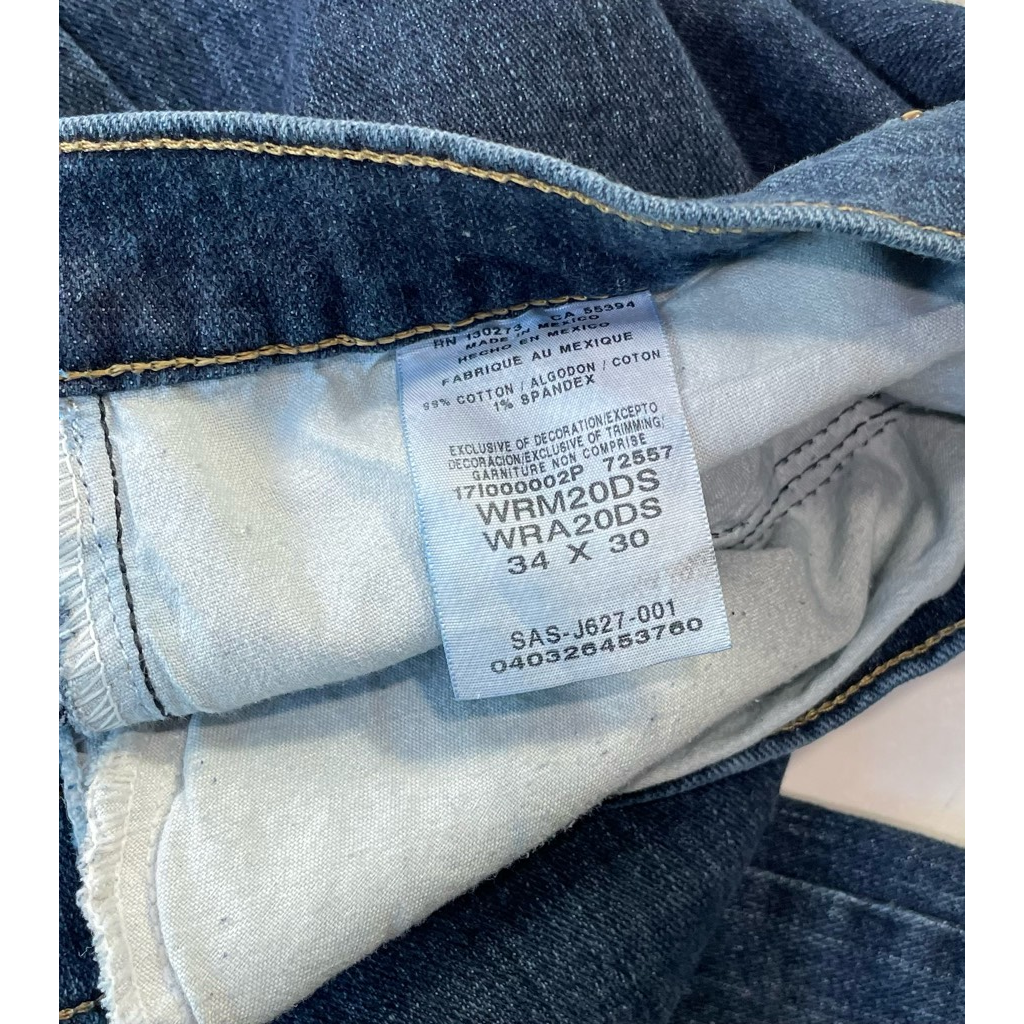 RN 130273 CA 55394
MADE IN MEXICO
HECHO EN MEXICO
FABRIQUE AU MEXIQUE
99% COTTON / ALGODON / COTON
1% SPANDEX
EXCLUSIVE OF DECORATION/EXCEPTO
DECORACION/EXCLUSIVE OF TRIMMING/
GARNITURE NON COMPRISE
17I000002P 72557
WRM20DS
WRA20DS
34 X 30
SAS-J627-001
040326453760